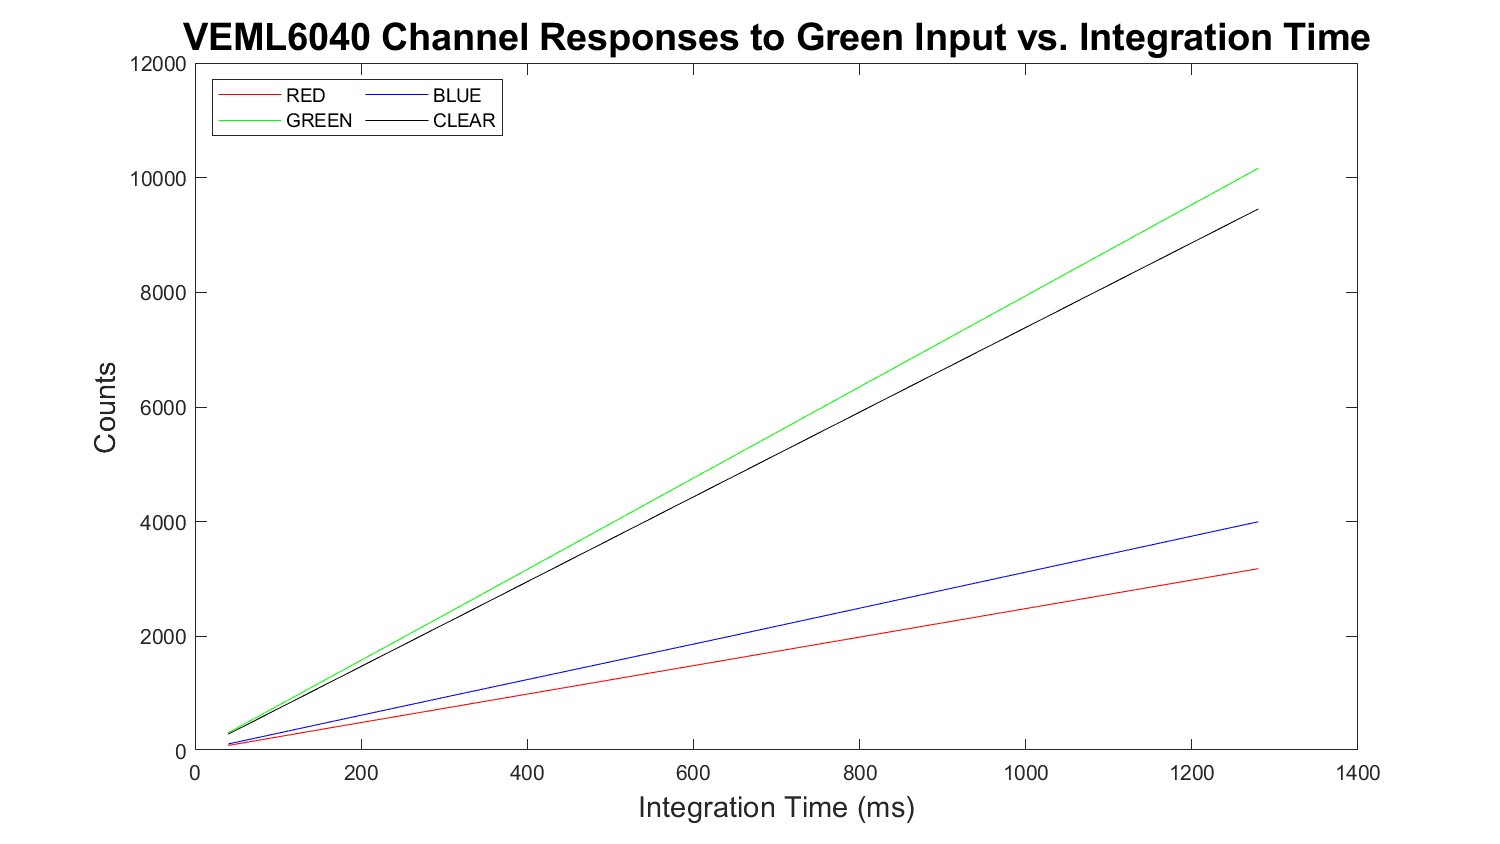 VEML6040 Channel Responses to Green Input vs. Integration Time
RED BLUE
GREEN CLEAR
12000
10000
8000
6000
4000
2000
0
Counts
0 200 400 600 800 1000 1200 1400
Integration Time (ms)